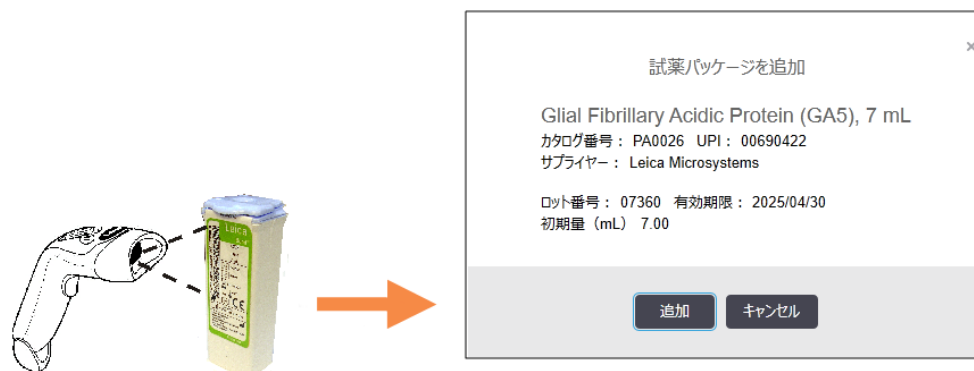 ×
試薬パッケージを追加
Glial Fibrillary Acidic Protein (GA5), 7 mL
カタログ番号： PA0026 UPI： 00690422
サプライヤー： Leica Microsystems
ロット番号： 07360 有効期限： 2025/04/30
初期量（mL） 7.00
追加 キャンセル
Leica